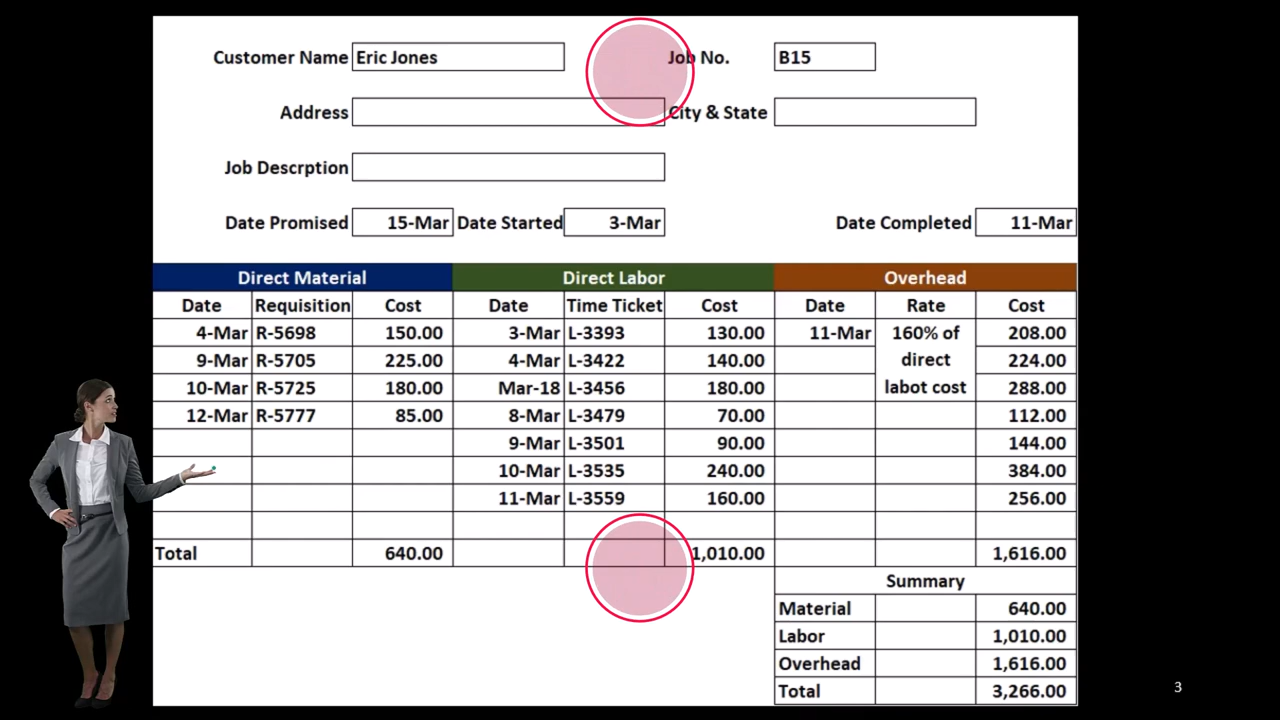 Customer Name Eric Jones Job No. B15
Address City & State
Job Descrption
Date Promised 15-Mar Date Started 3-Mar Date Completed 11-Mar
Direct Material Direct Labor Overhead
Date Requisition Cost Date Time Ticket Cost Date Rate Cost
4-Mar R-5698 150.00 3-Mar L-3393 130.00 11-Mar 160% of 208.00
9-Mar R-5705 225.00 4-Mar L-3422 140.00 direct 224.00
10-Mar R-5725 180.00 Mar-18 L-3456 180.00 labot cost 288.00
12-Mar R-5777 85.00 8-Mar L-3479 70.00 112.00
9-Mar L-3501 90.00 144.00
10-Mar L-3535 240.00 384.00
11-Mar L-3559 160.00 256.00
Total 640.00 1,010.00 1,616.00
Summary
Material 640.00
Labor 1,010.00
Overhead 1,616.00
Total 3,266.00
3